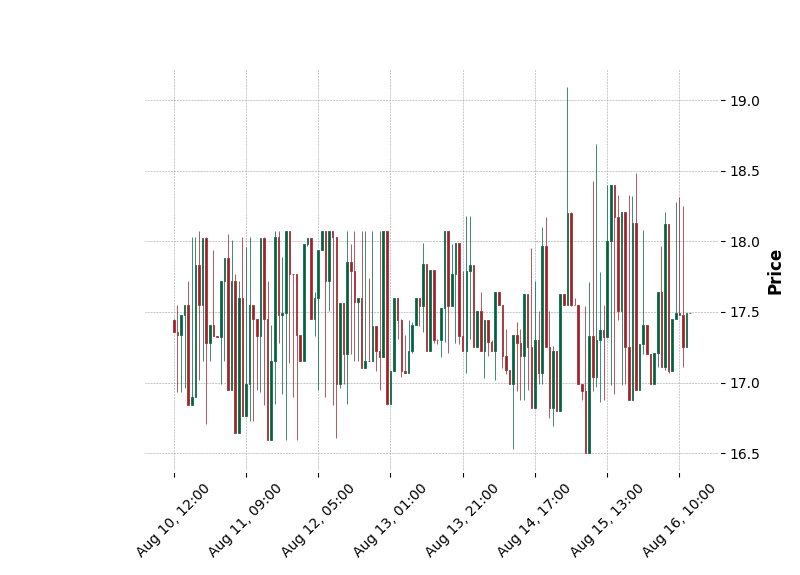 19.0
18.5
18.0
17.5
17.0
16.5
Price
Aug 10, 12:00
Aug 11, 09:00
Aug 12, 05:00
Aug 13, 01:00
Aug 13, 21:00
Aug 14, 17:00
Aug 15, 13:00
Aug 16, 10:00